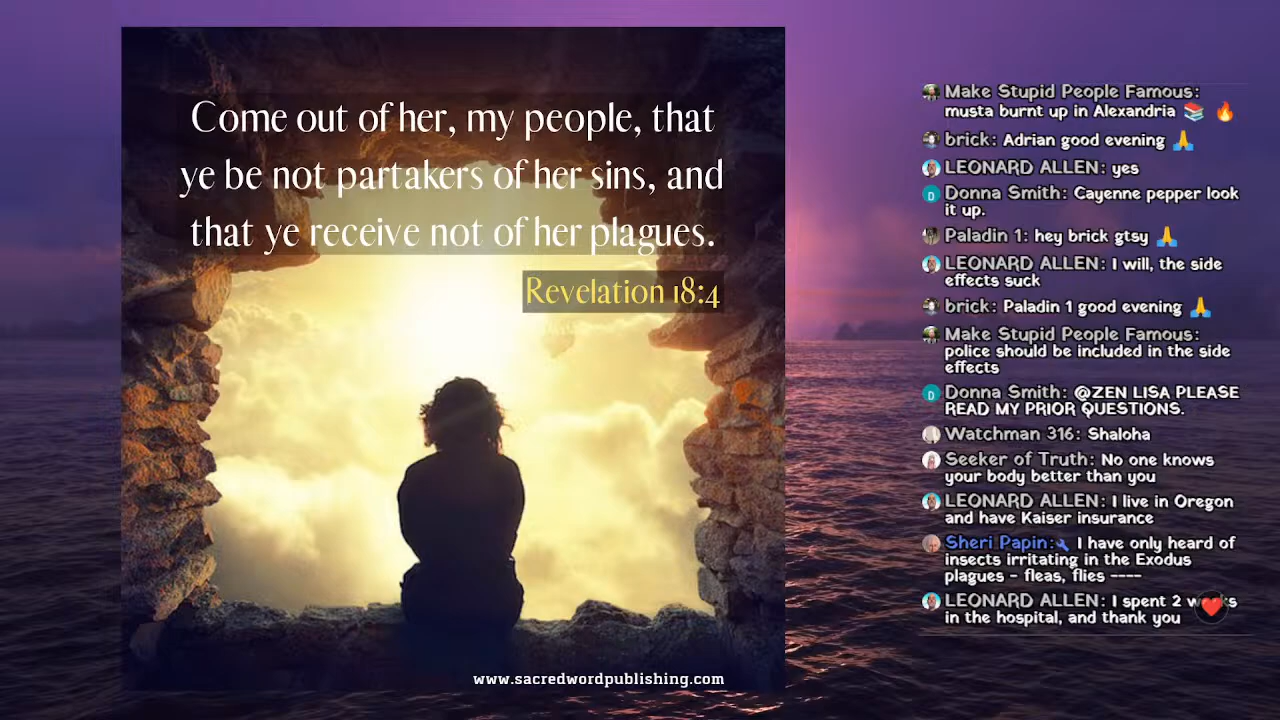 Come out of her, my people, that
ye be not partakers of her sins, and
that ye receive not of her plagues.
Revelation 18:4
www.sacredwordpublishing.com
Make Stupid People Famous:
musta burnt up in Alexandria 📚 🔥
brick: Adrian good evening 🙏
LEONARD ALLEN: yes
D Donna Smith: Cayenne pepper look
it up.
Paladin 1: hey brick gtsy 🙏
LEONARD ALLEN: I will, the side
effects suck
brick: Paladin 1 good evening 🙏
Make Stupid People Famous:
police should be included in the side
effects
D Donna Smith: @ZEN LISA PLEASE
READ MY PRIOR QUESTIONS.
Watchman 316: Shaloha
Seeker of Truth: No one knows
your body better than you
LEONARD ALLEN: I live in Oregon
and have Kaiser insurance
Sheri Papin:🔧 I have only heard of
insects irritating in the Exodus
plagues - fleas, flies ----
LEONARD ALLEN: I spent 2 weeks
in the hospital, and thank you